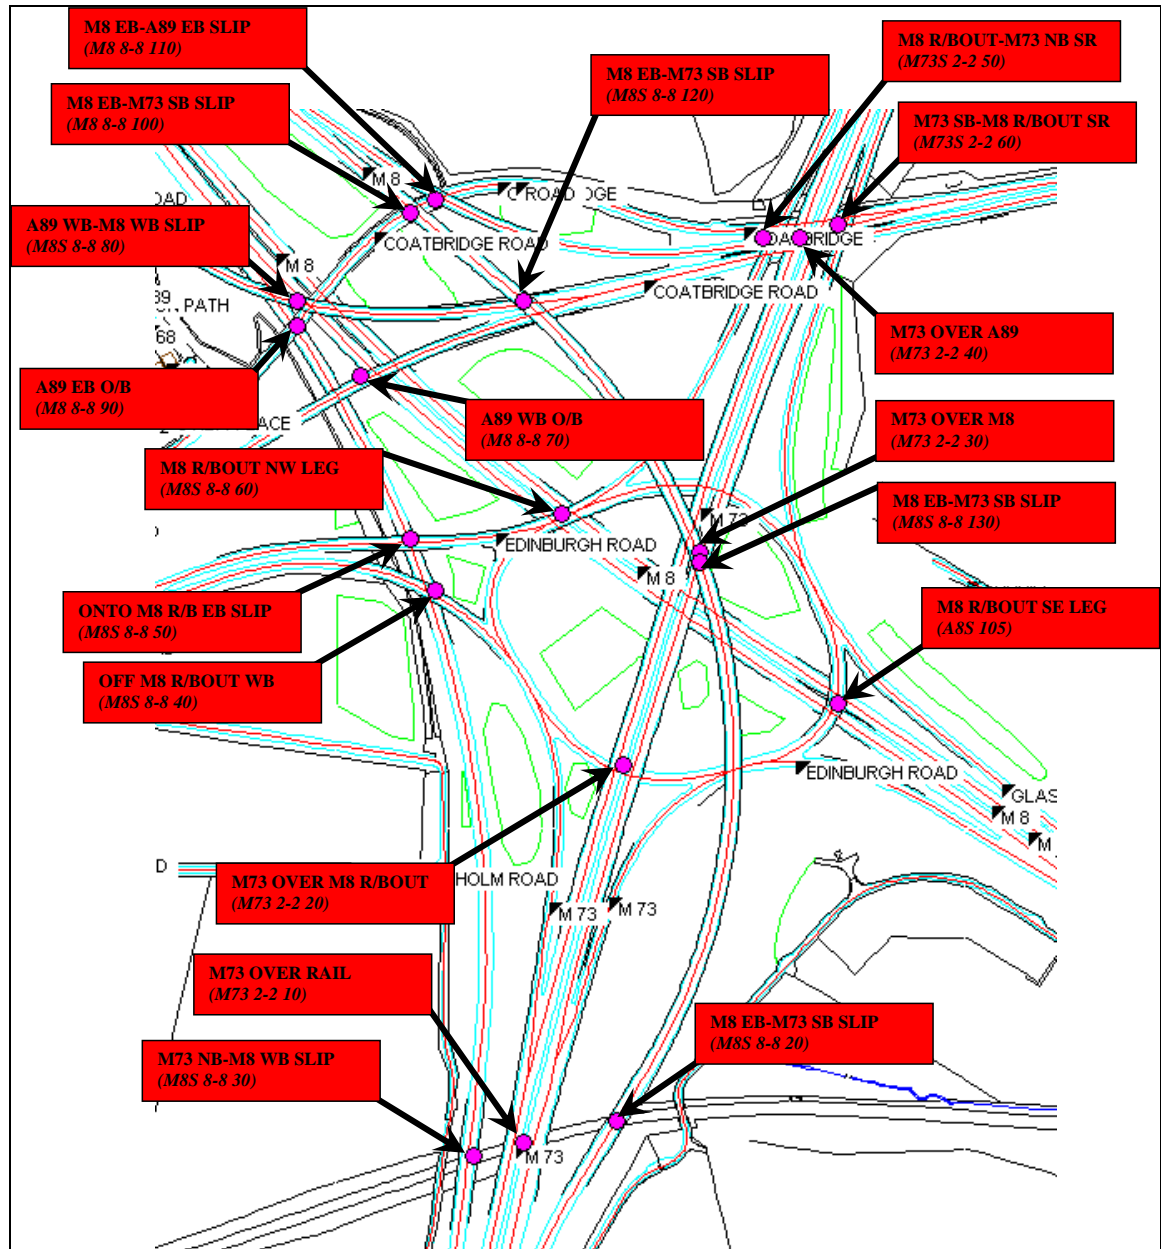 M8 EB-A89 EB SLIP
(M8 8-8 110)
M8 EB-M73 SB SLIP
(M8S 8-8 120)
M8 R/BOUT-M73 NB SR
(M73S 2-2 50)
M8 EB-M73 SB SLIP
(M8 8-8 100)
M73 SB-M8 R/BOUT SR
(M73S 2-2 60)
M 8
ROAD
A89 WB-M8 WB SLIP
(M8S 8-8 80)
COATBRIDGE ROAD
M 8
COATBRIDGE ROAD
PATH
68
M73 OVER A89
(M73 2-2 40)
A89 EB O/B
(M8 8-8 90)
A89 WB O/B
(M8 8-8 70)
M73 OVER M8
(M73 2-2 30)
M8 R/BOUT NW LEG
(M8S 8-8 60)
M8 EB-M73 SB SLIP
(M8S 8-8 130)
M 73
EDINBURGH ROAD
M 8
ONTO M8 R/B EB SLIP
(M8S 8-8 50)
M8 R/BOUT SE LEG
(A8S 105)
OFF M8 R/BOUT WB
(M8S 8-8 40)
EDINBURGH ROAD
GLAS
M 8
M
D
M73 OVER M8 R/BOUT
(M73 2-2 20)
HOLM ROAD
M 73
M 73
M73 OVER RAIL
(M73 2-2 10)
M8 EB-M73 SB SLIP
(M8S 8-8 20)
M73 NB-M8 WB SLIP
(M8S 8-8 30)
M 73